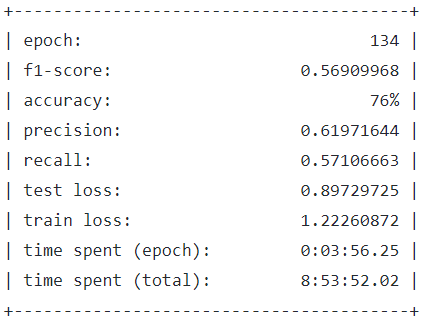 +----------------------------------------+
| epoch:                             134 |
| f1-score:                   0.56909968 |
| accuracy:                          76% |
| precision:                  0.61971644 |
| recall:                     0.57106663 |
| test loss:                  0.89729725 |
| train loss:                 1.22260872 |
| time spent (epoch):         0:03:56.25 |
| time spent (total):         8:53:52.02 |
+----------------------------------------+